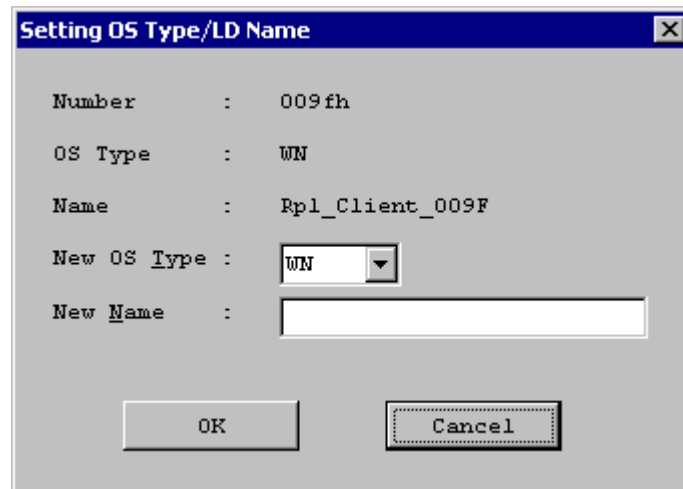 Setting OS Type/LD Name
Number : 009fh
OS Type : WN
Name : Rpl_Client_009F
New OS Type : WN
New Name :
OK Cancel